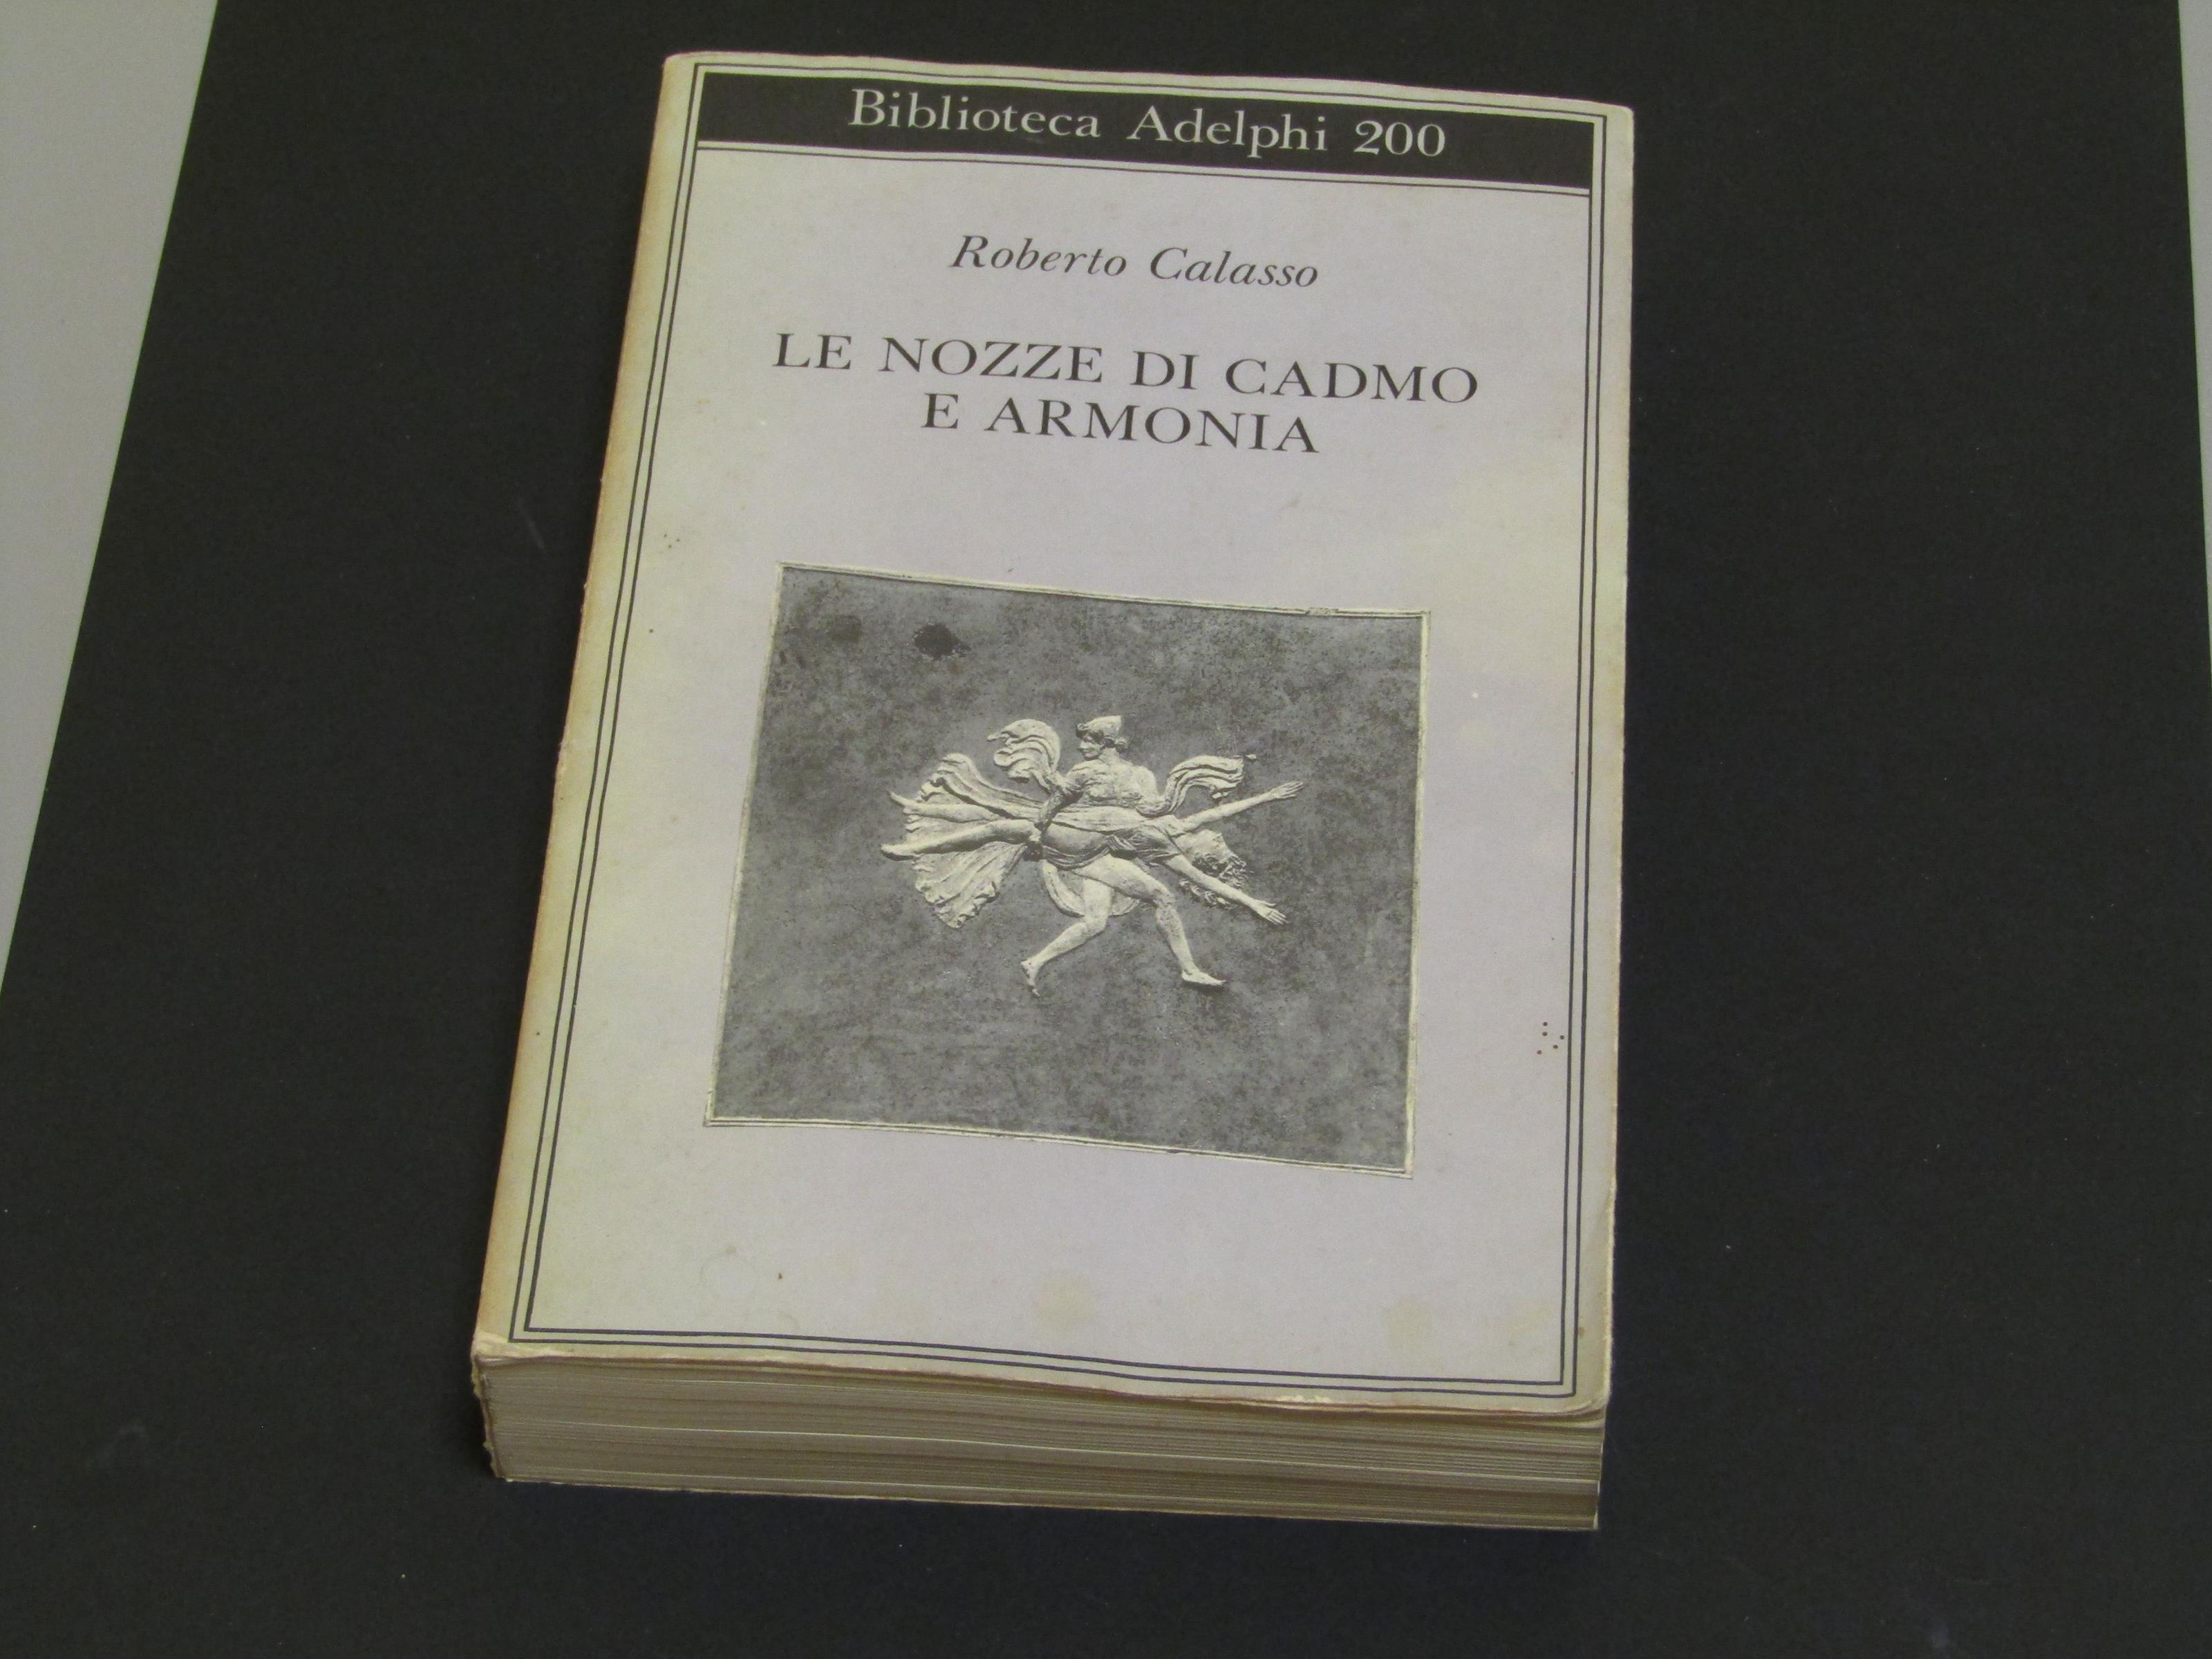 Biblioteca Adelphi 200
Roberto Calasso
LE NOZZE DI CADMO
E ARMONIA